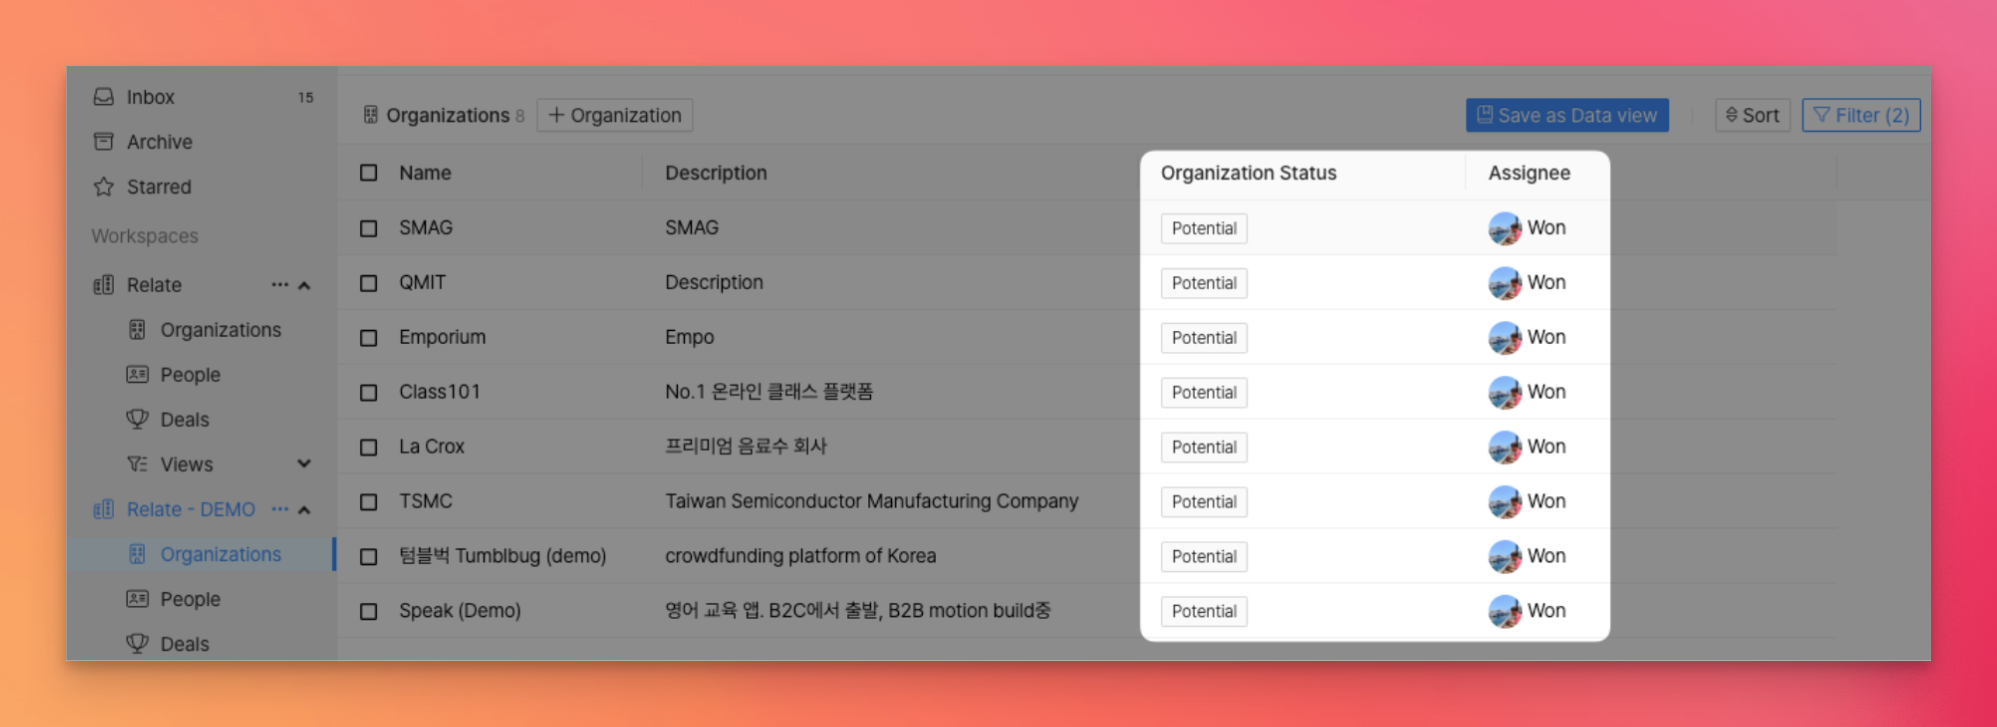 Inbox 15
Archive
Starred
Workspaces
Relate
Organizations
People
Deals
Views
Relate - DEMO
Organizations
People
Deals
Organizations 8 + Organization Save as Data view Sort Filter (2)
Name Description Organization Status Assignee
SMAG SMAG Potential Won
QMIT Description Potential Won
Emporium Empo Potential Won
Class101 No.1 온라인 클래스 플랫폼 Potential Won
La Crox 프리미엄 음료수 회사 Potential Won
TSMC Taiwan Semiconductor Manufacturing Company Potential Won
텀블벅 Tumblbug (demo) crowdfunding platform of Korea Potential Won
Speak (Demo) 영어 교육 앱. B2C에서 출발, B2B motion build중 Potential Won